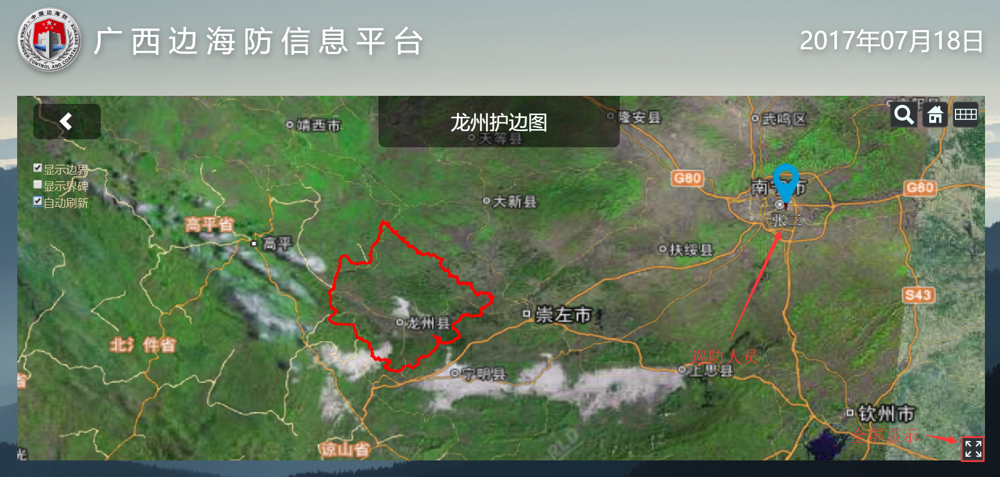 中国边海防
CHINA BORDER CONTROL AND COASTAL DEFENCE
广西边海防信息平台
2017年07月18日
龙州护边图
显示边界
显示界碑
自动刷新
靖西市
天等县
隆安县
武鸣区
大新县
G80
南宁市
G80
张三
高平省
高平
扶绥县
S43
崇左市
龙州县
北
件省
巡防人员
宁明县
上思县
省
钦州市
全屏显示
谅山省
光